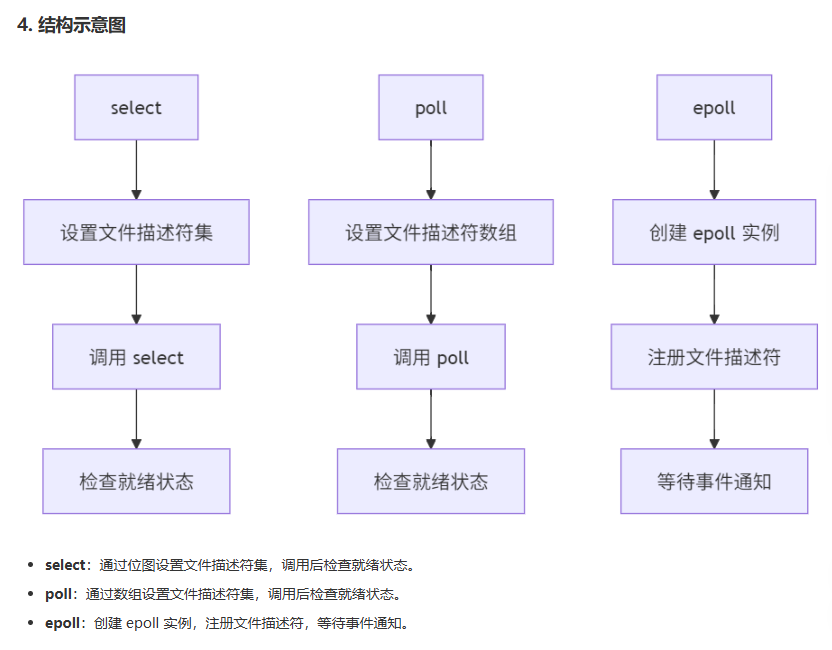 4. 结构示意图
select
poll
epoll
设置文件描述符集
设置文件描述符数组
创建 epoll 实例
调用 select
调用 poll
注册文件描述符
检查就绪状态
检查就绪状态
等待事件通知
• select：通过位图设置文件描述符集，调用后检查就绪状态。
• poll：通过数组设置文件描述符集，调用后检查就绪状态。
• epoll：创建 epoll 实例，注册文件描述符，等待事件通知。